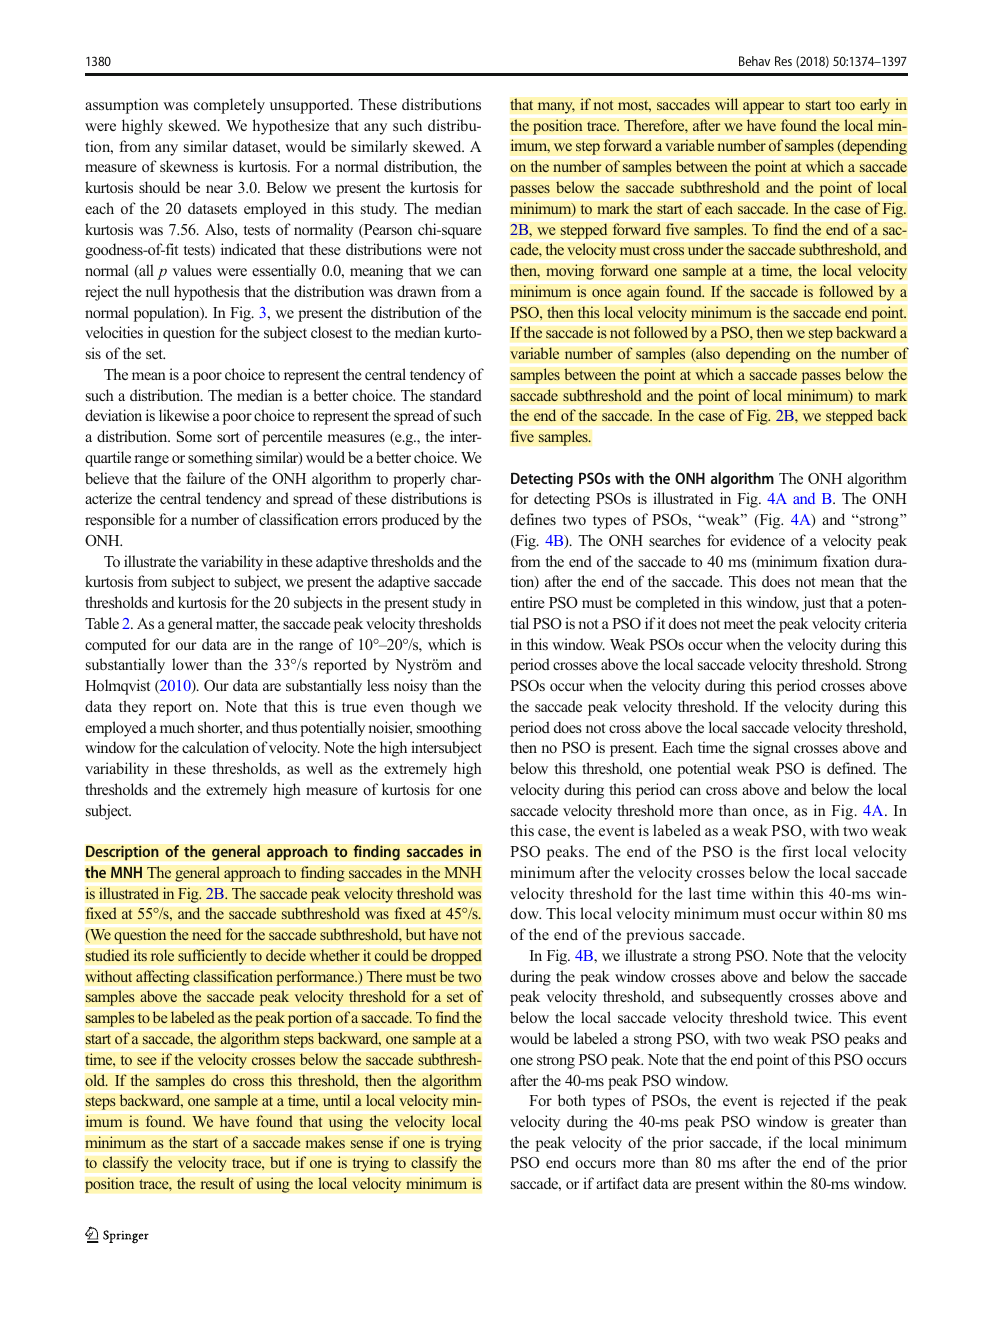 1380
Behav Res (2018) 50:1374–1397
assumption was completely unsupported. These distributions
were highly skewed. We hypothesize that any such distribu-
tion, from any similar dataset, would be similarly skewed. A
measure of skewness is kurtosis. For a normal distribution, the
kurtosis should be near 3.0. Below we present the kurtosis for
each of the 20 datasets employed in this study. The median
kurtosis was 7.56. Also, tests of normality (Pearson chi-square
goodness-of-fit tests) indicated that these distributions were not
normal (all p values were essentially 0.0, meaning that we can
reject the null hypothesis that the distribution was drawn from a
normal population). In Fig. 3, we present the distribution of the
velocities in question for the subject closest to the median kurto-
sis of the set.
The mean is a poor choice to represent the central tendency of
such a distribution. The median is a better choice. The standard
deviation is likewise a poor choice to represent the spread of such
a distribution. Some sort of percentile measures (e.g., the inter-
quartile range or something similar) would be a better choice. We
believe that the failure of the ONH algorithm to properly char-
acterize the central tendency and spread of these distributions is
responsible for a number of classification errors produced by the
ONH.
To illustrate the variability in these adaptive thresholds and the
kurtosis from subject to subject, we present the adaptive saccade
thresholds and kurtosis for the 20 subjects in the present study in
Table 2. As a general matter, the saccade peak velocity thresholds
computed for our data are in the range of 10°–20°/s, which is
substantially lower than the 33°/s reported by Nyström and
Holmqvist (2010). Our data are substantially less noisy than the
data they report on. Note that this is true even though we
employed a much shorter, and thus potentially noisier, smoothing
window for the calculation of velocity. Note the high intersubject
variability in these thresholds, as well as the extremely high
thresholds and the extremely high measure of kurtosis for one
subject.
Description of the general approach to finding saccades in
the MNH The general approach to finding saccades in the MNH
is illustrated in Fig. 2B. The saccade peak velocity threshold was
fixed at 55°/s, and the saccade subthreshold was fixed at 45°/s.
(We question the need for the saccade subthreshold, but have not
studied its role sufficiently to decide whether it could be dropped
without affecting classification performance.) There must be two
samples above the saccade peak velocity threshold for a set of
samples to be labeled as the peak portion of a saccade. To find the
start of a saccade, the algorithm steps backward, one sample at a
time, to see if the velocity crosses below the saccade subthresh-
old. If the samples do cross this threshold, then the algorithm
steps backward, one sample at a time, until a local velocity min-
imum is found. We have found that using the velocity local
minimum as the start of a saccade makes sense if one is trying
to classify the velocity trace, but if one is trying to classify the
position trace, the result of using the local velocity minimum is
that many, if not most, saccades will appear to start too early in
the position trace. Therefore, after we have found the local min-
imum, we step forward a variable number of samples (depending
on the number of samples between the point at which a saccade
passes below the saccade subthreshold and the point of local
minimum) to mark the start of each saccade. In the case of Fig.
2B, we stepped forward five samples. To find the end of a sac-
cade, the velocity must cross under the saccade subthreshold, and
then, moving forward one sample at a time, the local velocity
minimum is once again found. If the saccade is followed by a
PSO, then this local velocity minimum is the saccade end point.
If the saccade is not followed by a PSO, then we step backward a
variable number of samples (also depending on the number of
samples between the point at which a saccade passes below the
saccade subthreshold and the point of local minimum) to mark
the end of the saccade. In the case of Fig. 2B, we stepped back
five samples.
Detecting PSOs with the ONH algorithm The ONH algorithm
for detecting PSOs is illustrated in Fig. 4A and B. The ONH
defines two types of PSOs, “weak” (Fig. 4A) and “strong”
(Fig. 4B). The ONH searches for evidence of a velocity peak
from the end of the saccade to 40 ms (minimum fixation dura-
tion) after the end of the saccade. This does not mean that the
entire PSO must be completed in this window, just that a poten-
tial PSO is not a PSO if it does not meet the peak velocity criteria
in this window. Weak PSOs occur when the velocity during this
period crosses above the local saccade velocity threshold. Strong
PSOs occur when the velocity during this period crosses above
the saccade peak velocity threshold. If the velocity during this
period does not cross above the local saccade velocity threshold,
then no PSO is present. Each time the signal crosses above and
below this threshold, one potential weak PSO is defined. The
velocity during this period can cross above and below the local
saccade velocity threshold more than once, as in Fig. 4A. In
this case, the event is labeled as a weak PSO, with two weak
PSO peaks. The end of the PSO is the first local velocity
minimum after the velocity crosses below the local saccade
velocity threshold for the last time within this 40-ms win-
dow. This local velocity minimum must occur within 80 ms
of the end of the previous saccade.
In Fig. 4B, we illustrate a strong PSO. Note that the velocity
during the peak window crosses above and below the saccade
peak velocity threshold, and subsequently crosses above and
below the local saccade velocity threshold twice. This event
would be labeled a strong PSO, with two weak PSO peaks and
one strong PSO peak. Note that the end point of this PSO occurs
after the 40-ms peak PSO window.
For both types of PSOs, the event is rejected if the peak
velocity during the 40-ms peak PSO window is greater than
the peak velocity of the prior saccade, if the local minimum
PSO end occurs more than 80 ms after the end of the prior
saccade, or if artifact data are present within the 80-ms window.
Springer